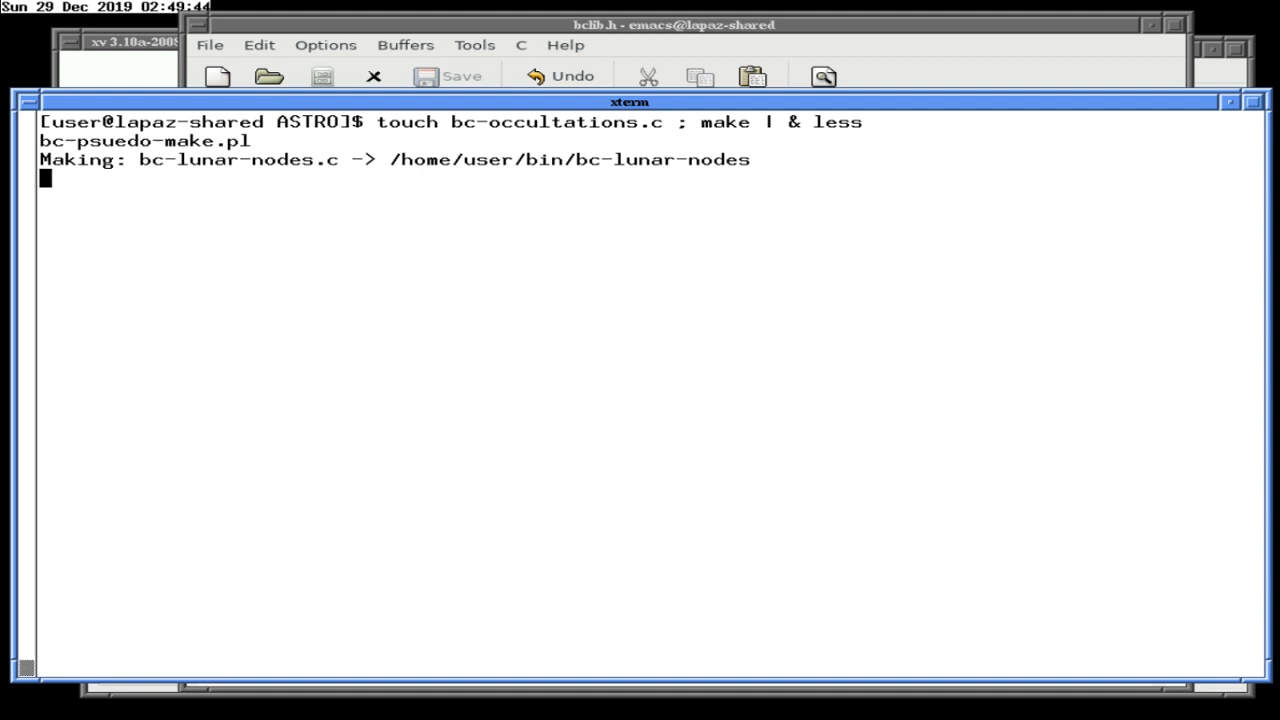 Sun 29 Dec 2019 02:49:44
bclib.h - emacs@lapaz-shared
xv 3.10a-2009
File Edit Options Buffers Tools C Help
Save Undo
xterm
[user@lapaz-shared ASTRO]$ touch bc-occultations.c ; make | & less
bc-psuedo-make.pl
Making: bc-lunar-nodes.c -> /home/user/bin/bc-lunar-nodes